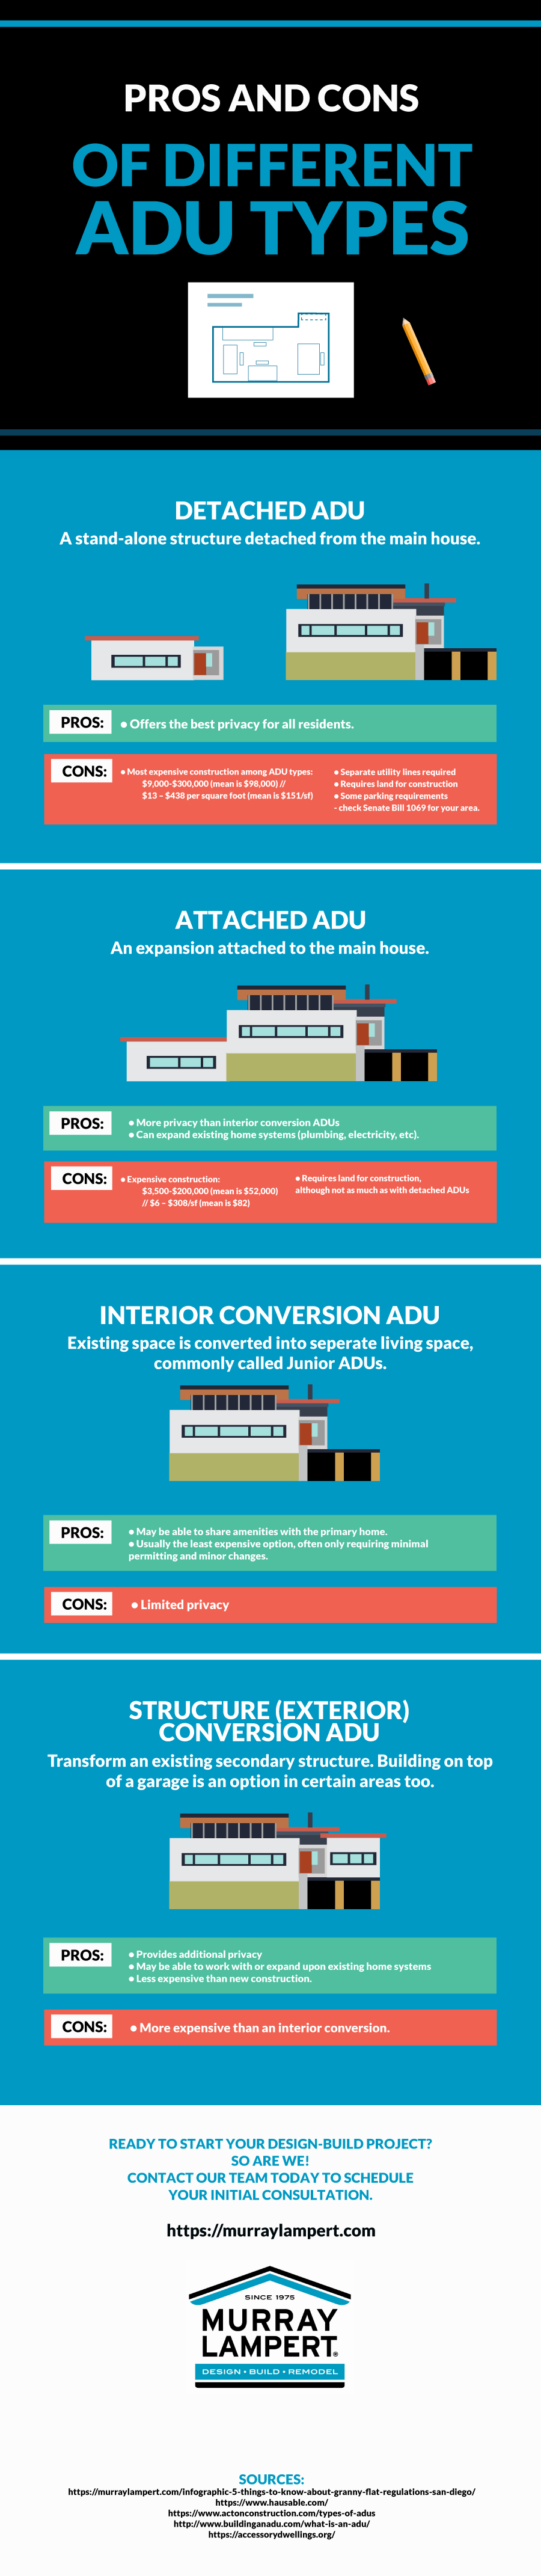 PROS AND CONS
OF DIFFERENT
ADU TYPES
DETACHED ADU
A stand-alone structure detached from the main house.
PROS:
● Offers the best privacy for all residents.
CONS:
● Most expensive construction among ADU types:
$9,000-$300,000 (mean is $98,000) //
$13 – $438 per square foot (mean is $151/sf)
● Separate utility lines required
● Requires land for construction
● Some parking requirements
- check Senate Bill 1069 for your area.
ATTACHED ADU
An expansion attached to the main house.
PROS:
● More privacy than interior conversion ADUs
● Can expand existing home systems (plumbing, electricity, etc).
CONS:
● Expensive construction:
$3,500-$200,000 (mean is $52,000)
// $6 – $308/sf (mean is $82)
● Requires land for construction,
although not as much as with detached ADUs
INTERIOR CONVERSION ADU
Existing space is converted into seperate living space,
commonly called Junior ADUs.
PROS:
● May be able to share amenities with the primary home.
● Usually the least expensive option, often only requiring minimal
permitting and minor changes.
CONS:
● Limited privacy
STRUCTURE (EXTERIOR)
CONVERSION ADU
Transform an existing secondary structure. Building on top
of a garage is an option in certain areas too.
PROS:
● Provides additional privacy
● May be able to work with or expand upon existing home systems
● Less expensive than new construction.
CONS:
● More expensive than an interior conversion.
READY TO START YOUR DESIGN-BUILD PROJECT?
SO ARE WE!
CONTACT OUR TEAM TODAY TO SCHEDULE
YOUR INITIAL CONSULTATION.
https://murraylampert.com
SINCE 1975
MURRAY
LAMPERT®
DESIGN • BUILD • REMODEL
SOURCES:
https://murraylampert.com/infographic-5-things-to-know-about-granny-flat-regulations-san-diego/
https://www.hausable.com/
https://www.actonconstruction.com/types-of-adus
http://www.buildinganadu.com/what-is-an-adu/
https://accessorydwellings.org/